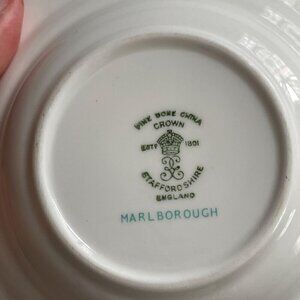 FINE BONE CHINA
CROWN
ESTD 1801
STAFFORDSHIRE
ENGLAND
MARLBOROUGH